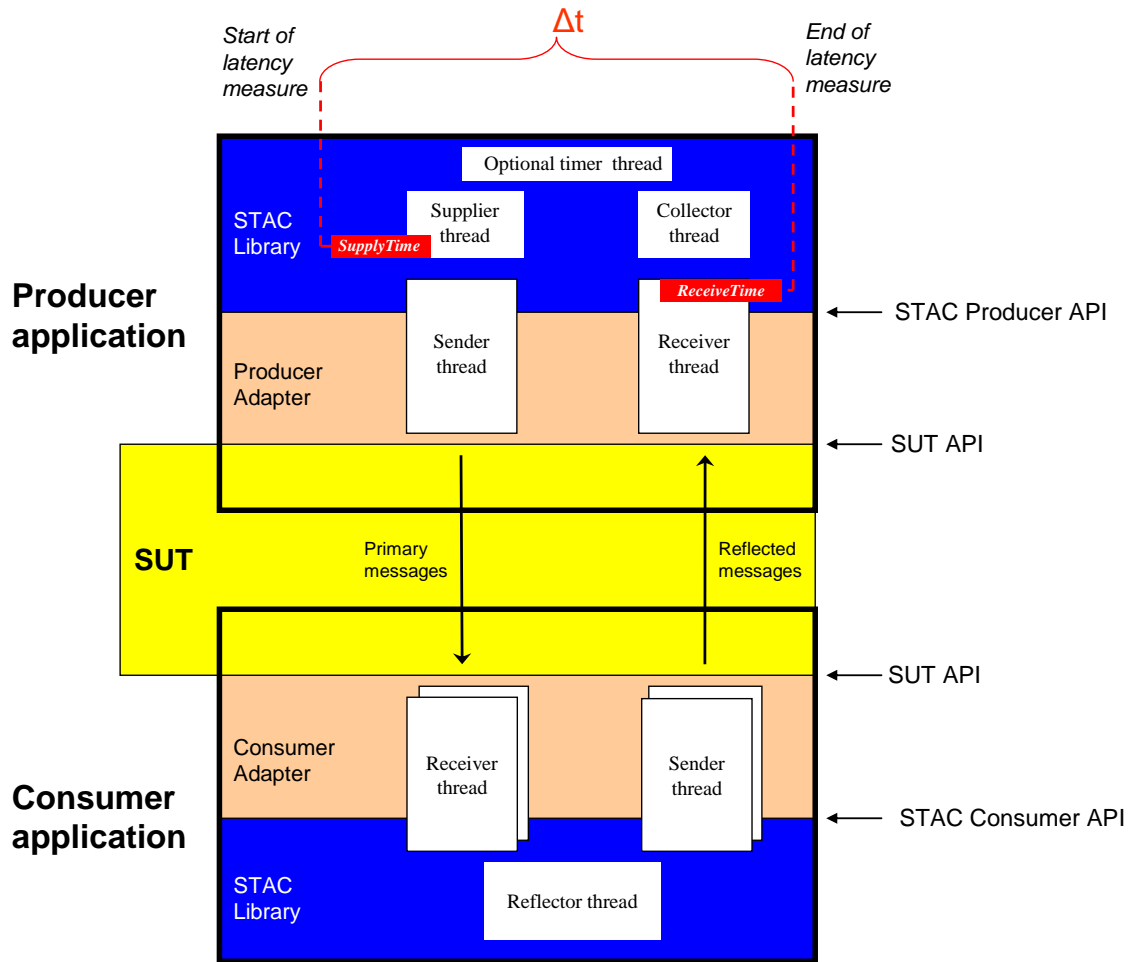 Δt
Start of
latency
measure
End of
latency
measure
Optional timer thread
STAC
Library
Supplier
thread
Collector
thread
SupplyTime
ReceiveTime
Producer
application
STAC Producer API
Sender
thread
Receiver
thread
Producer
Adapter
SUT API
SUT
Primary
messages
Reflected
messages
SUT API
Consumer
Adapter
Receiver
thread
Sender
thread
Consumer
application
STAC Consumer API
STAC
Library
Reflector thread